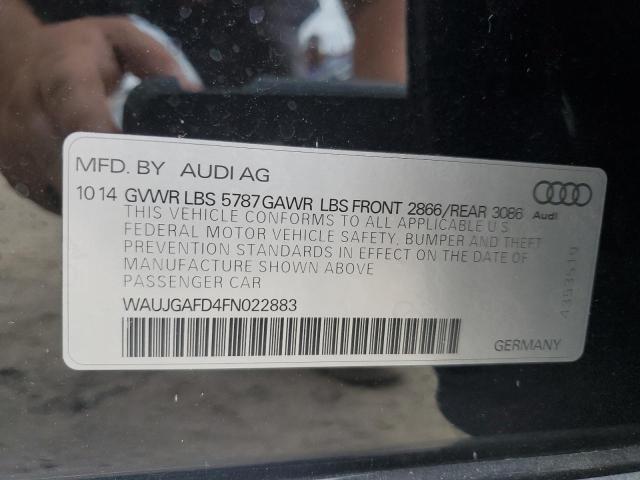 MFD. BY AUDI AG
10 14 GVWR LBS 5787 GAWR LBS FRONT 2866/REAR 3086
THIS VEHICLE CONFORMS TO ALL APPLICABLE U S
FEDERAL MOTOR VEHICLE SAFETY, BUMPER AND THEFT
PREVENTION STANDARDS IN EFFECT ON THE DATE OF
MANUFACTURE SHOWN ABOVE
PASSENGER CAR
WAUJGAFD4FN022883
Audi
4353519
GERMANY